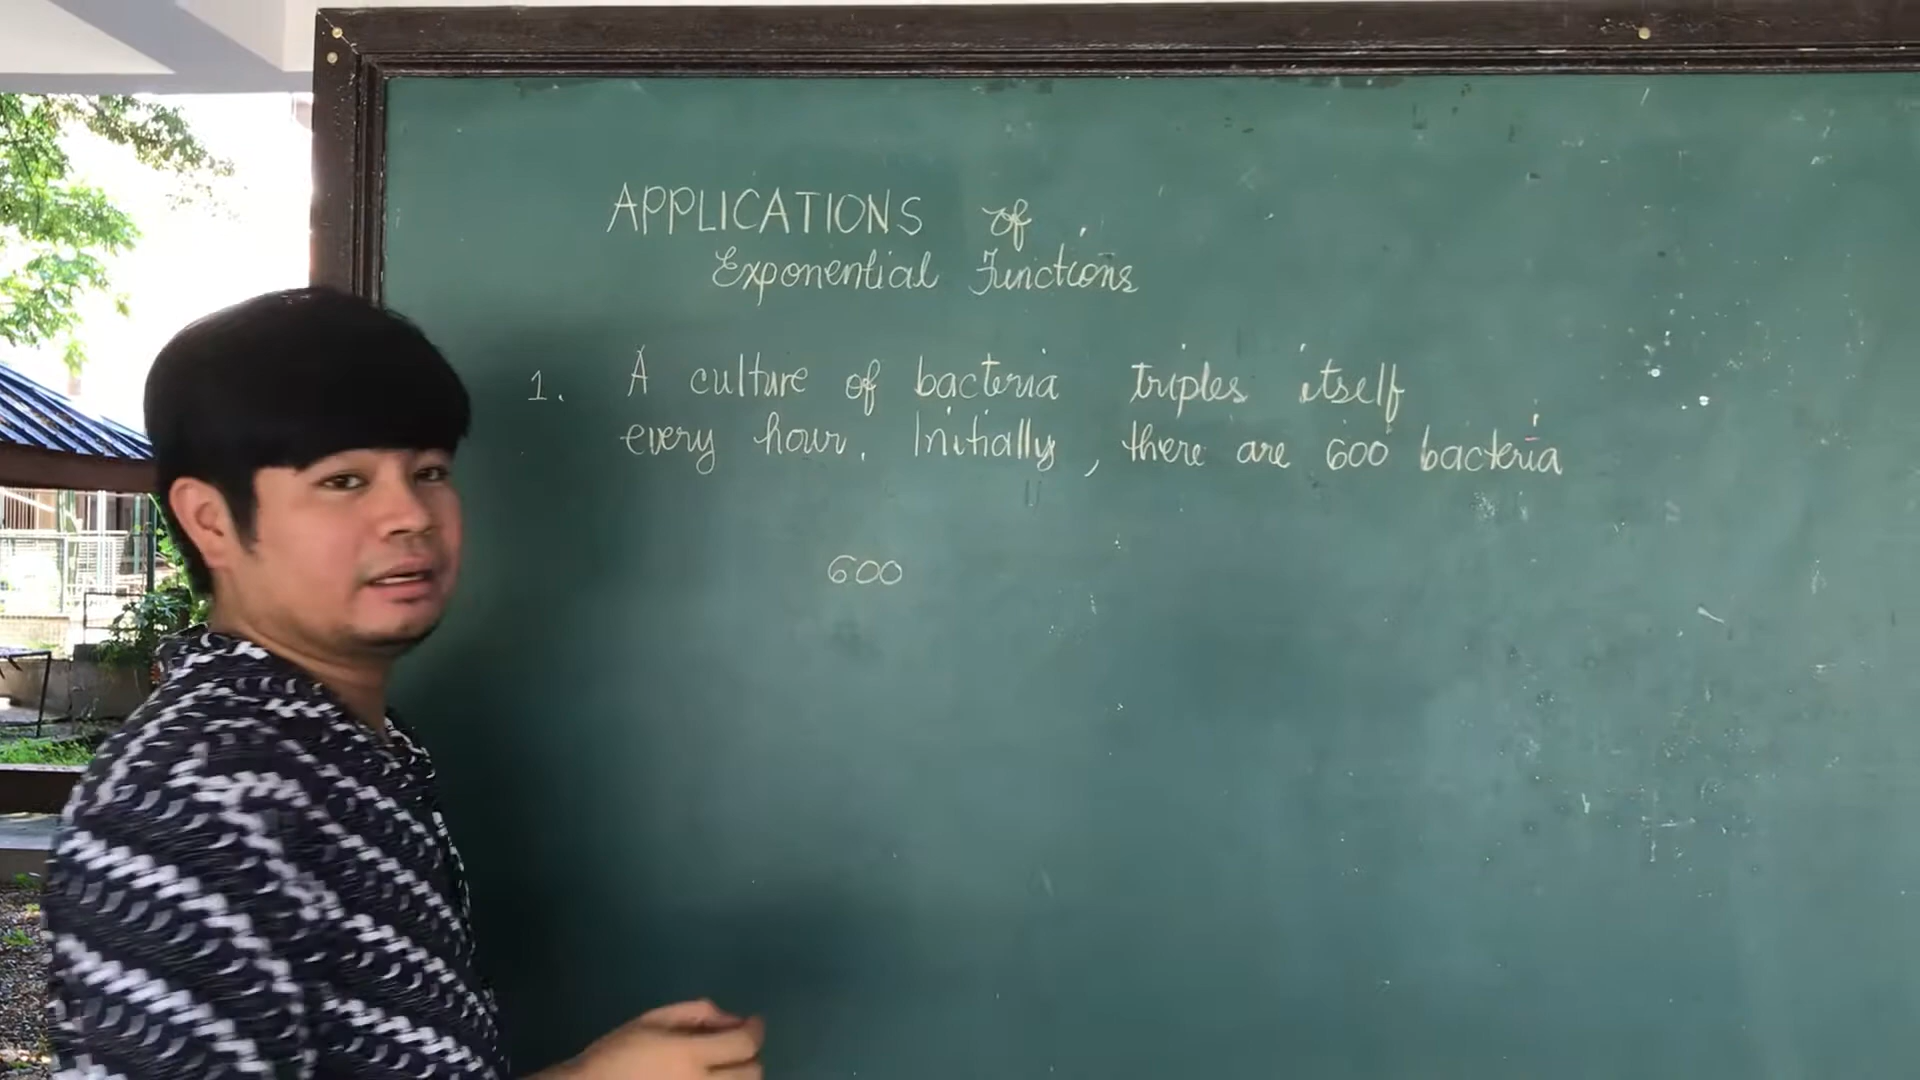 APPLICATIONS of
Exponential Functions
1. A culture of bacteria triples itself
every hour. Initially, there are 600 bacteria
600